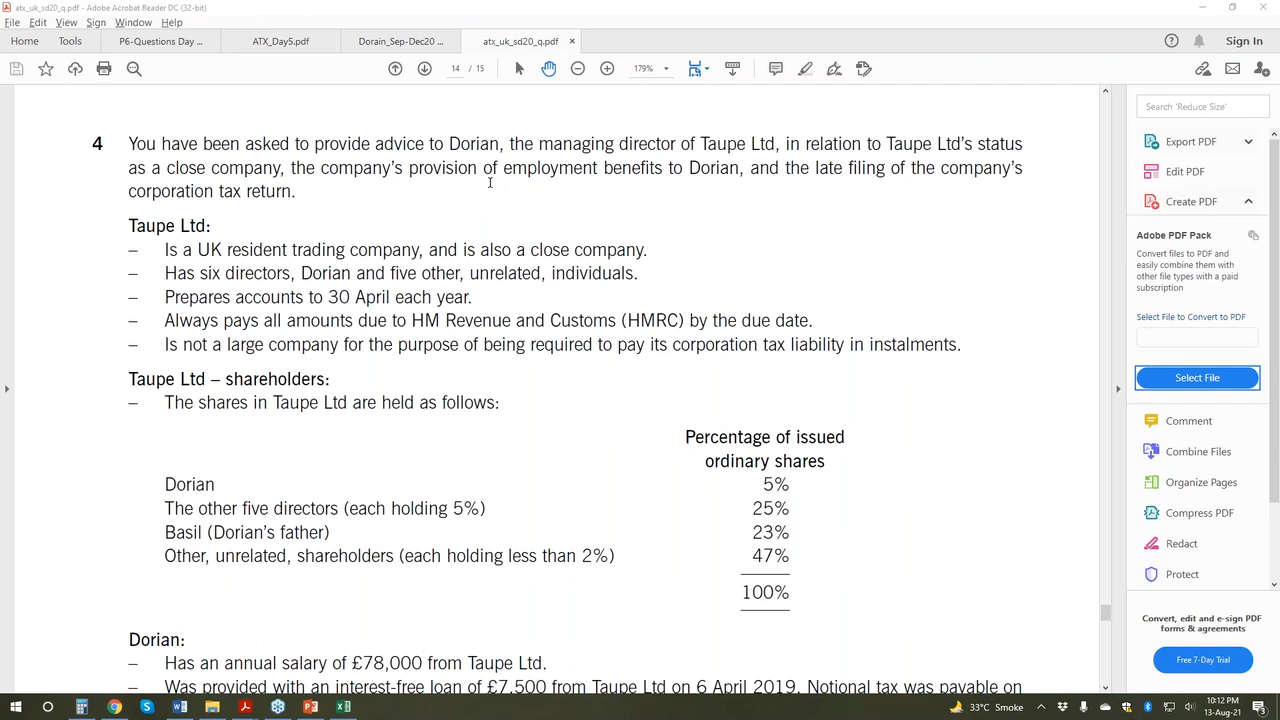 atx_uk_sd20_q.pdf - Adobe Acrobat Reader DC (32-bit)
File Edit View Sign Window Help
Home Tools P6-Questions Day ... ATX_Day5.pdf Dorain_Sep-Dec20 ... atx_uk_sd20_q.pdf × Sign In
14 / 15 179%
4 You have been asked to provide advice to Dorian, the managing director of Taupe Ltd, in relation to Taupe Ltd's status
as a close company, the company's provision of employment benefits to Dorian, and the late filing of the company's
corporation tax return.
Taupe Ltd:
– Is a UK resident trading company, and is also a close company.
– Has six directors, Dorian and five other, unrelated, individuals.
– Prepares accounts to 30 April each year.
– Always pays all amounts due to HM Revenue and Customs (HMRC) by the due date.
– Is not a large company for the purpose of being required to pay its corporation tax liability in instalments.
Taupe Ltd – shareholders:
– The shares in Taupe Ltd are held as follows:
Percentage of issued
ordinary shares
Dorian 5%
The other five directors (each holding 5%) 25%
Basil (Dorian's father) 23%
Other, unrelated, shareholders (each holding less than 2%) 47%
100%
Dorian:
– Has an annual salary of £78,000 from Taupe Ltd.
– Was provided with an interest-free loan of £7,500 from Taupe Ltd on 6 April 2019. Notional tax was payable on
Search 'Reduce Size'
Export PDF
Edit PDF
Create PDF
Adobe PDF Pack
Convert files to PDF and
easily combine them with
other file types with a paid
subscription
Select File to Convert to PDF
Select File
Comment
Combine Files
Organize Pages
Compress PDF
Redact
Protect
Convert, edit and e-sign PDF
forms & agreements
Free 7-Day Trial
33°C Smoke
10:12 PM
13-Aug-21